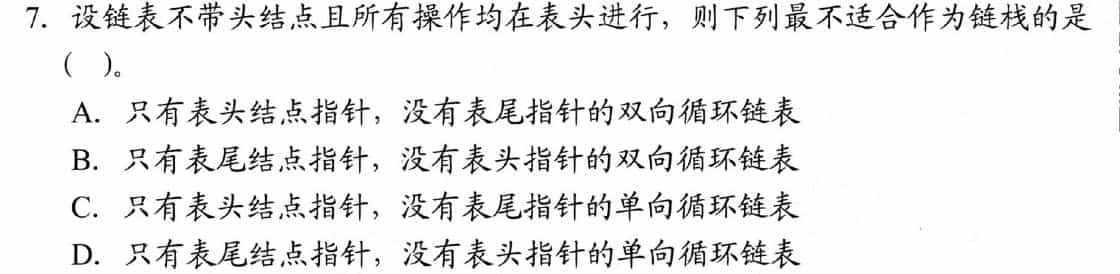 7. 设链表不带头结点且所有操作均在表头进行，则下列最不适合作为链栈的是
( )。
A. 只有表头结点指针，没有表尾指针的双向循环链表
B. 只有表尾结点指针，没有表头指针的双向循环链表
C. 只有表头结点指针，没有表尾指针的单向循环链表
D. 只有表尾结点指针，没有表头指针的单向循环链表